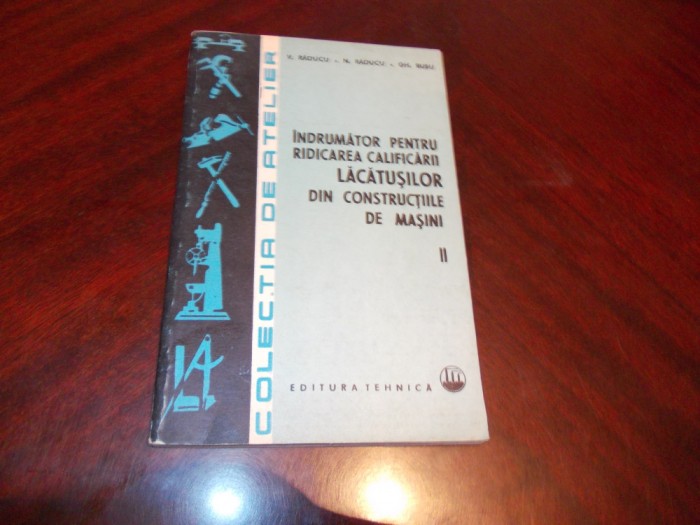 V. RĂDUCU - N. RĂDUCU - GH. RUSU
ÎNDRUMĂTOR PENTRU
RIDICAREA CALIFICĂRII
LĂCĂTUȘILOR
DIN CONSTRUCȚIILE
DE MAȘINI
II
EDITURA TEHNICĂ
COLECȚIA DE ATELIER